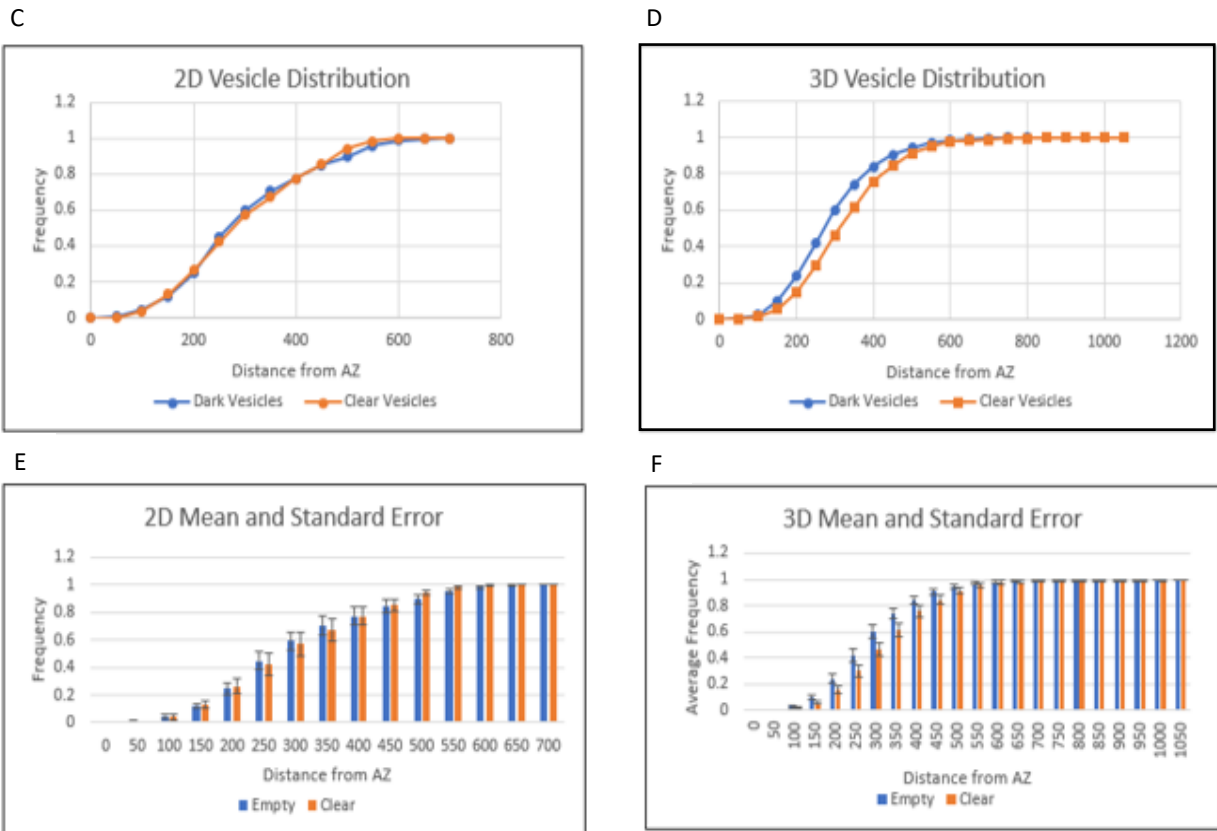 C
2D Vesicle Distribution
1.2
1
0.8
0.6
0.4
0.2
0
Frequency
0 200 400 600 800
Distance from AZ
Dark Vesicles Clear Vesicles
D
3D Vesicle Distribution
1.2
1
0.8
0.6
0.4
0.2
0
Frequency
0 200 400 600 800 1000 1200
Distance from AZ
Dark Vesicles Clear Vesicles
E
2D Mean and Standard Error
1.2
1
0.8
0.6
0.4
0.2
0
Frequency
0 50 100 150 200 250 300 350 400 450 500 550 600 650 700
Distance from AZ
Empty Clear
F
3D Mean and Standard Error
1.2
1
0.8
0.6
0.4
0.2
0
Average Frequency
0 50 100 150 200 250 300 350 400 450 500 550 600 650 700 750 800 850 900 950 1000 1050
Distance from AZ
Empty Clear